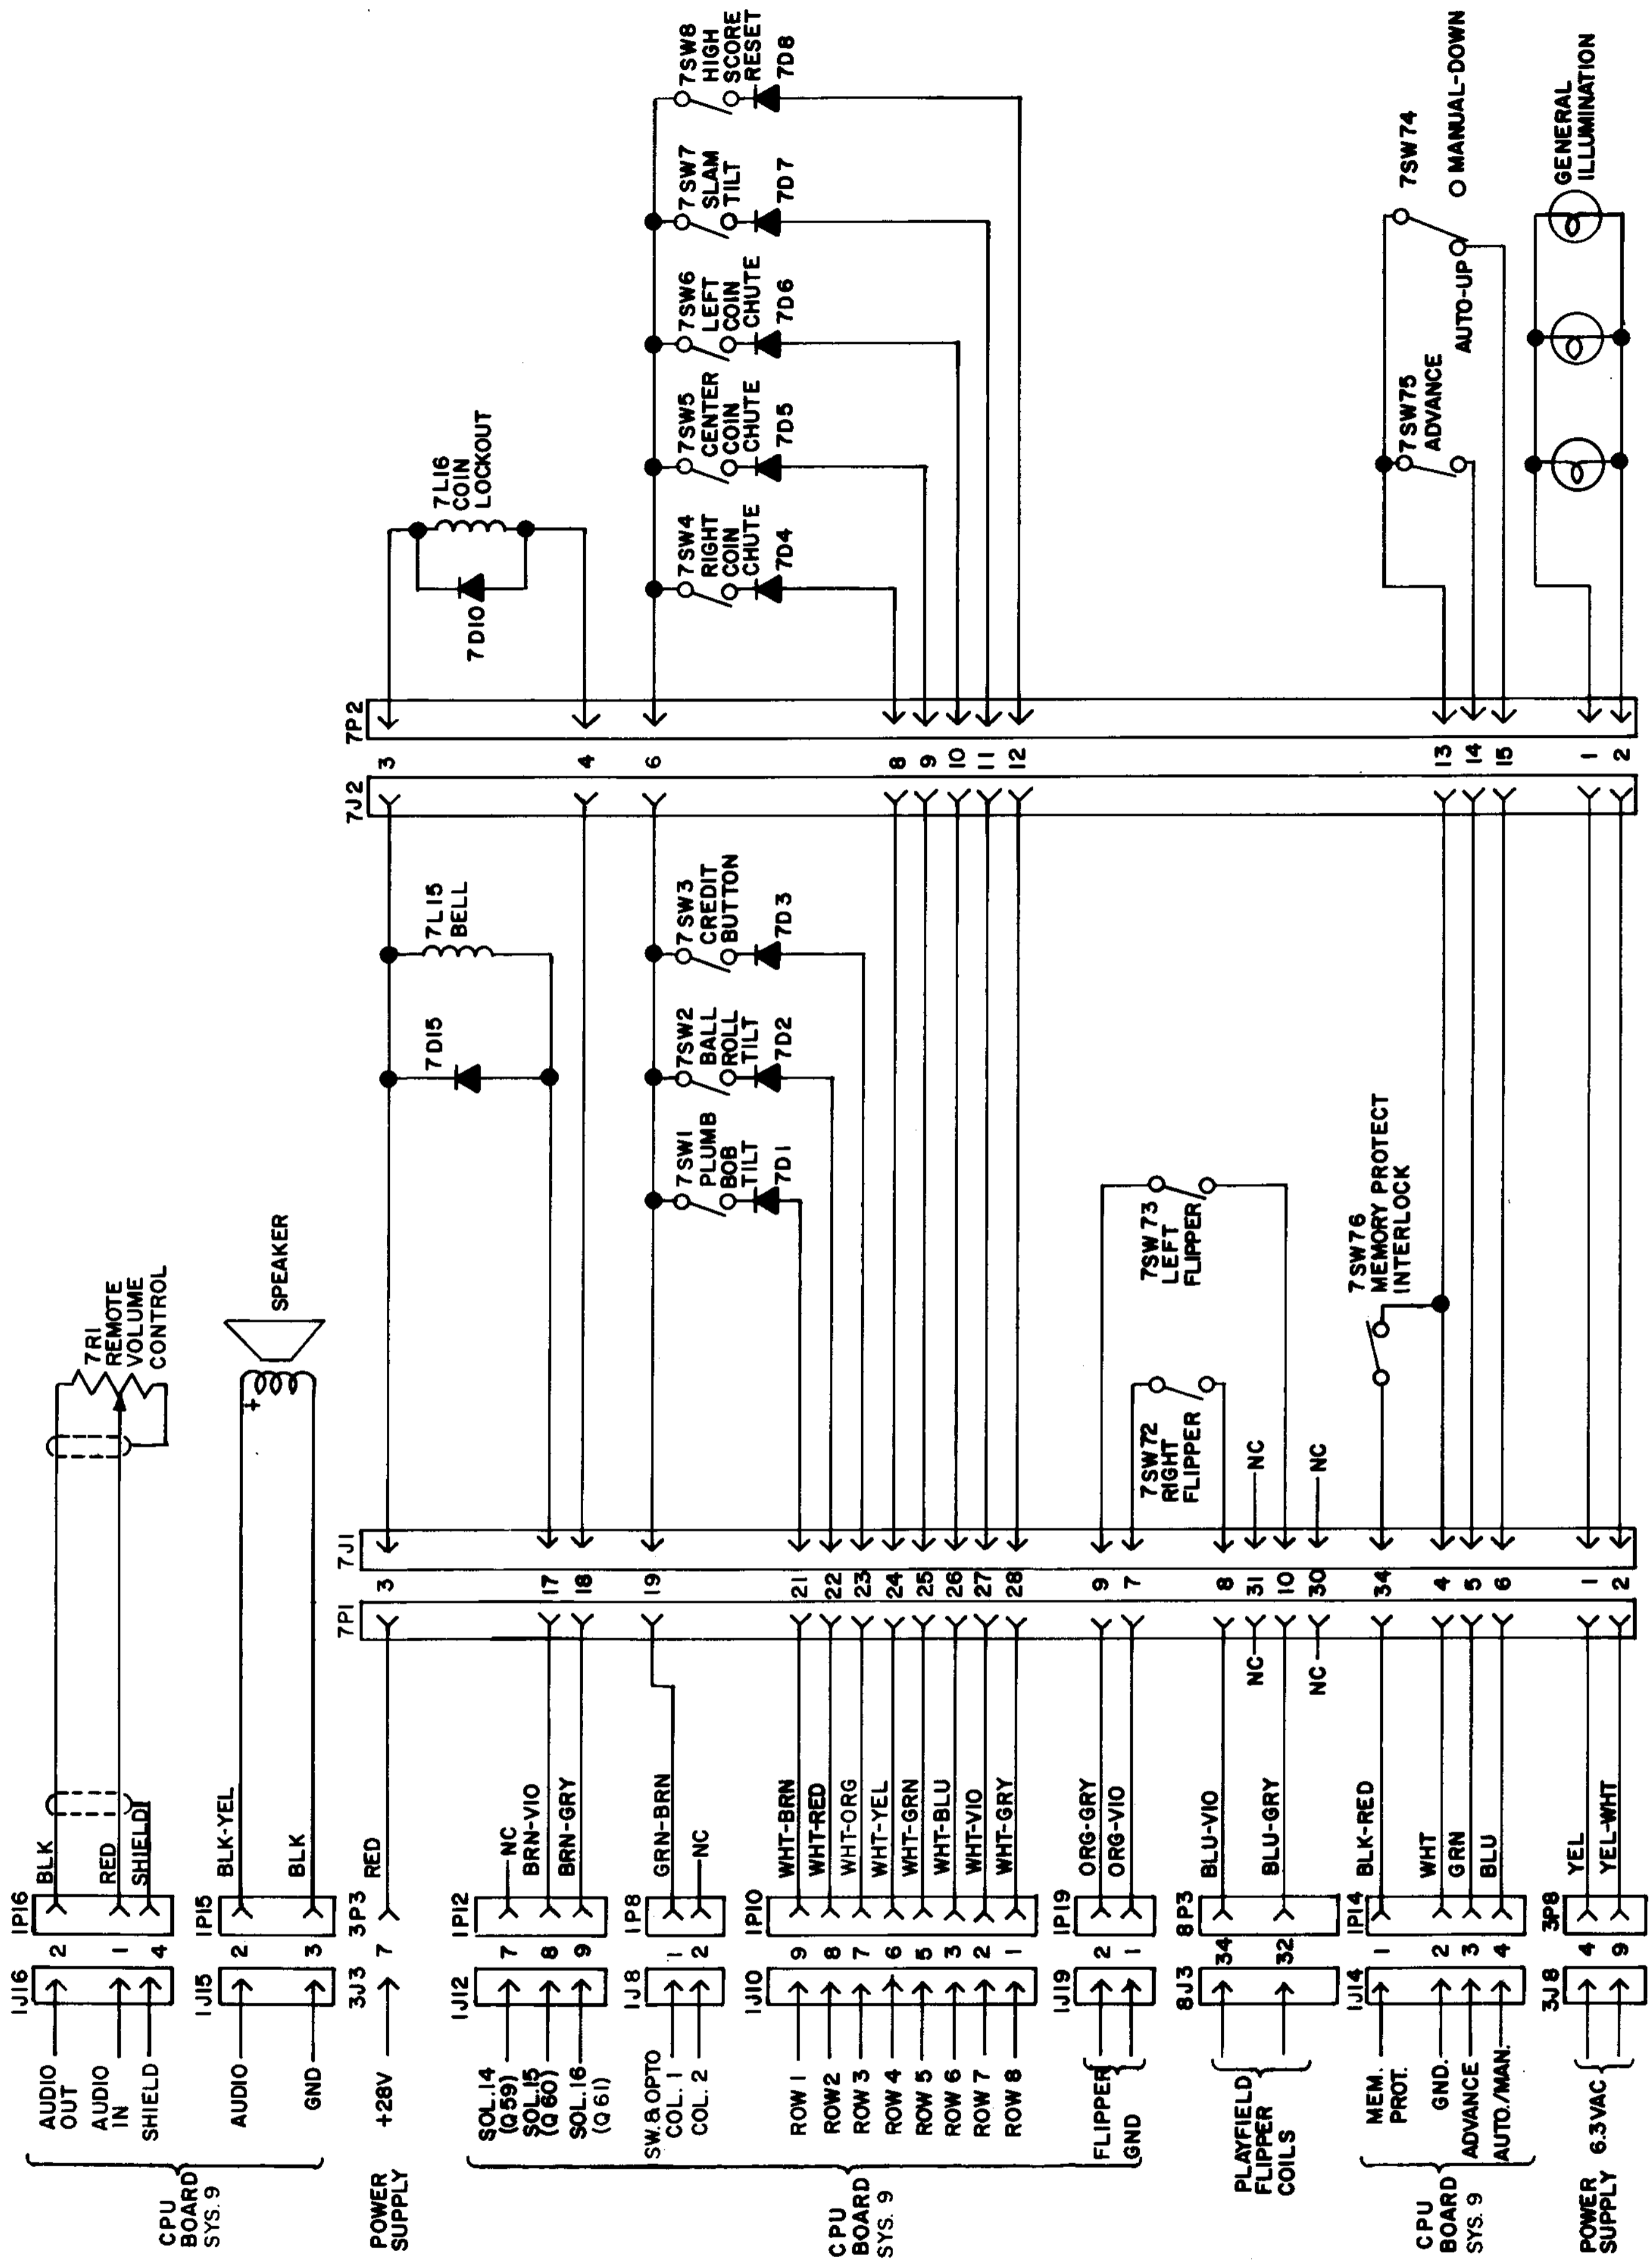 CPU
BOARD
SYS. 9
AUDIO
OUT
AUDIO
IN
SHIELD
1J16
2
1
4
1P16
BLK
RED
SHIELD
7R1
REMOTE
VOLUME
CONTROL
AUDIO
GND
1J15
2
3
1P15
BLK-YEL
BLK
+
SPEAKER
POWER
SUPPLY
+28V
3J3
7
3P3
RED
7P1
3
7J1
7D15
7L15
BELL
7J2
3
7P2
7D10
7L16
COIN
LOCKOUT
CPU
BOARD
SYS. 9
SOL.14
(Q59)
SOL.15
(Q60)
SOL.16
(Q61)
1J12
7
8
9
1P12
NC
BRN-VIO
BRN-GRY
17
18
4
SW.& OPTO
COL. 1
COL. 2
1J8
1
2
1P8
GRN-BRN
NC
19
6
7SW1
PLUMB
BOB
TILT
7D1
7SW2
BALL
ROLL
TILT
7D2
7SW3
CREDIT
BUTTON
7D3
7SW4
RIGHT
COIN
CHUTE
7D4
7SW5
CENTER
COIN
CHUTE
7D5
7SW6
LEFT
COIN
CHUTE
7D6
7SW7
SLAM
TILT
7D7
7SW8
HIGH
SCORE
RESET
7D8
ROW 1
ROW 2
ROW 3
ROW 4
ROW 5
ROW 6
ROW 7
ROW 8
1J10
9
8
7
6
5
3
2
1
1P10
WHT-BRN
WHT-RED
WHT-ORG
WHT-YEL
WHT-GRN
WHT-BLU
WHT-VIO
WHT-GRY
21
22
23
24
25
26
27
28
8
9
10
11
12
FLIPPER
GND
1J19
2
1
1P19
ORG-GRY
ORG-VIO
9
7
7SW72
RIGHT
FLIPPER
7SW73
LEFT
FLIPPER
PLAYFIELD
FLIPPER
COILS
8J3
34
32
8P3
BLU-VIO
BLU-GRY
NC
NC
8
31
10
30
NC
NC
CPU
BOARD
SYS. 9
MEM.
PROT.
GND.
ADVANCE
AUTO./MAN.
1J14
1
2
3
4
1P14
BLK-RED
WHT
GRN
BLU
34
4
5
6
7SW76
MEMORY PROTECT
INTERLOCK
13
14
15
7SW75
ADVANCE
7SW74
AUTO-UP
MANUAL-DOWN
POWER
SUPPLY
6.3VAC
3J8
4
9
3P8
YEL
YEL-WHT
1
2
1
2
GENERAL
ILLUMINATION